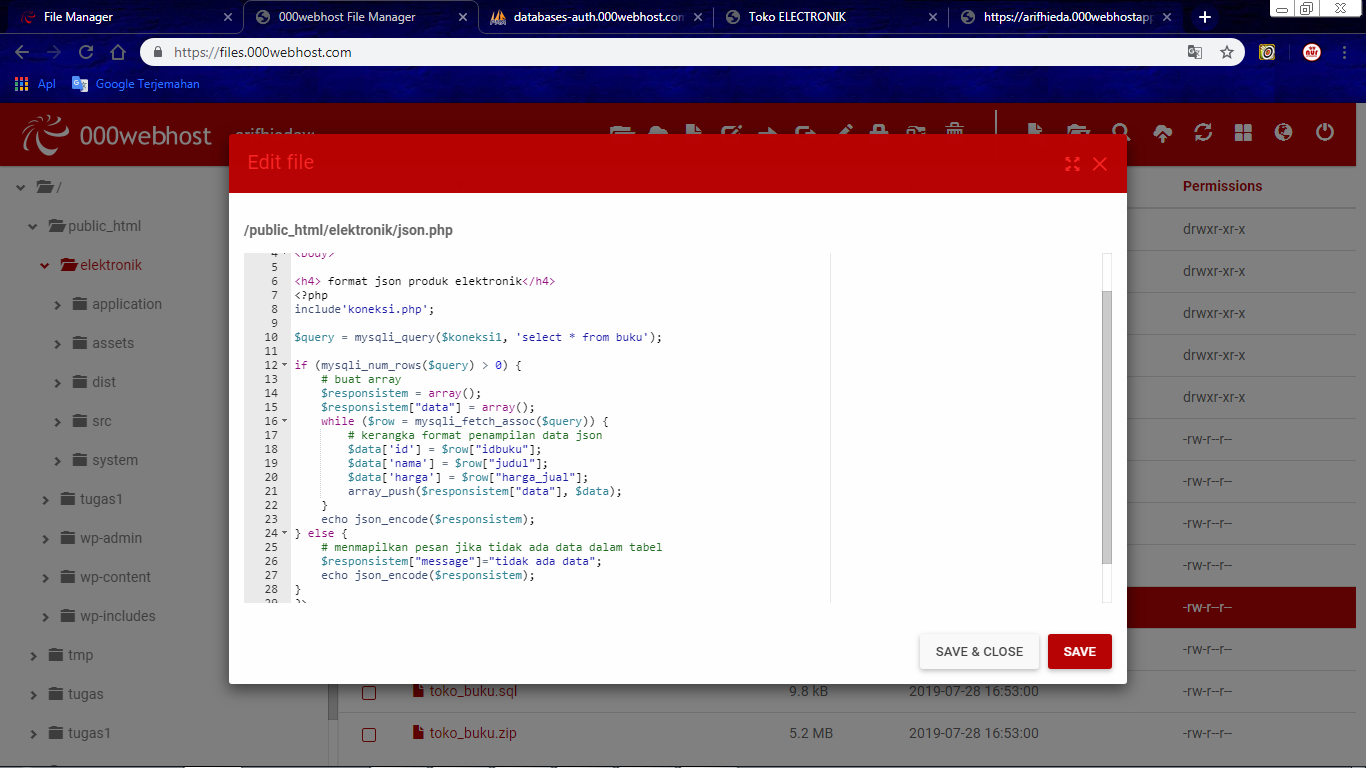 File Manager
000webhost File Manager
databases-auth.000webhost.com
Toko ELECTRONIK
https://arifhieda.000webhostapp
https://files.000webhost.com
Apl
Google Terjemahan
000webhost
Edit file
/
public_html
elektronik
application
assets
dist
src
system
tugas1
wp-admin
wp-content
wp-includes
tmp
tugas
tugas1
/public_html/elektronik/json.php
4 <body>
5
6 <h4> format json produk elektronik</h4>
7 <?php
8 include'koneksi.php';
9
10 $query = mysqli_query($koneksi1, 'select * from buku');
11
12 if (mysqli_num_rows($query) > 0) {
13 # buat array
14 $responsistem = array();
15 $responsistem["data"] = array();
16 while ($row = mysqli_fetch_assoc($query)) {
17 # kerangka format penampilan data json
18 $data['id'] = $row["idbuku"];
19 $data['nama'] = $row["judul"];
20 $data['harga'] = $row["harga_jual"];
21 array_push($responsistem["data"], $data);
22 }
23 echo json_encode($responsistem);
24 } else {
25 # menmapilkan pesan jika tidak ada data dalam tabel
26 $responsistem["message"]="tidak ada data";
27 echo json_encode($responsistem);
28 }
29 ?>
SAVE & CLOSE
SAVE
Permissions
drwxr-xr-x
drwxr-xr-x
drwxr-xr-x
drwxr-xr-x
drwxr-xr-x
-rw-r--r--
-rw-r--r--
-rw-r--r--
-rw-r--r--
-rw-r--r--
-rw-r--r--
toko_buku.sql 9.8 kB 2019-07-28 16:53:00 -rw-r--r--
toko_buku.zip 5.2 MB 2019-07-28 16:53:00 -rw-r--r--